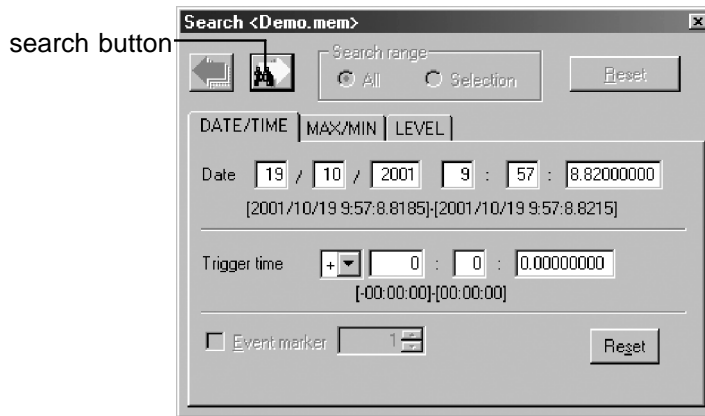 Search <Demo.mem>
search button
Search range
All Selection
Reset
DATE/TIME MAX/MIN LEVEL
Date 19 / 10 / 2001 9 : 57 : 8.82000000
[2001/10/19 9:57:8.8185]-[2001/10/19 9:57:8.8215]
Trigger time + 0 : 0 : 0.00000000
[-00:00:00]-[00:00:00]
Event marker 1
Reset